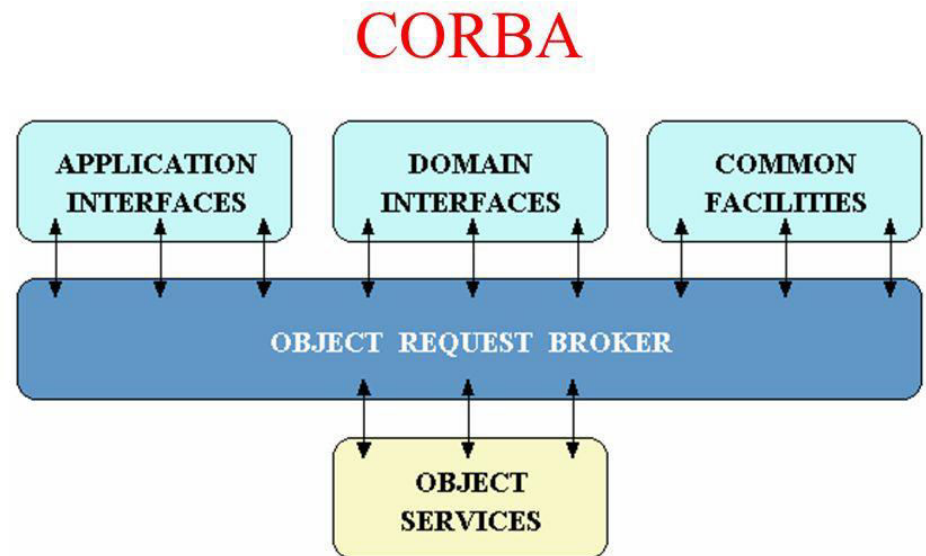 CORBA
APPLICATION
INTERFACES
DOMAIN
INTERFACES
COMMON
FACILITIES
OBJECT REQUEST BROKER
OBJECT
SERVICES